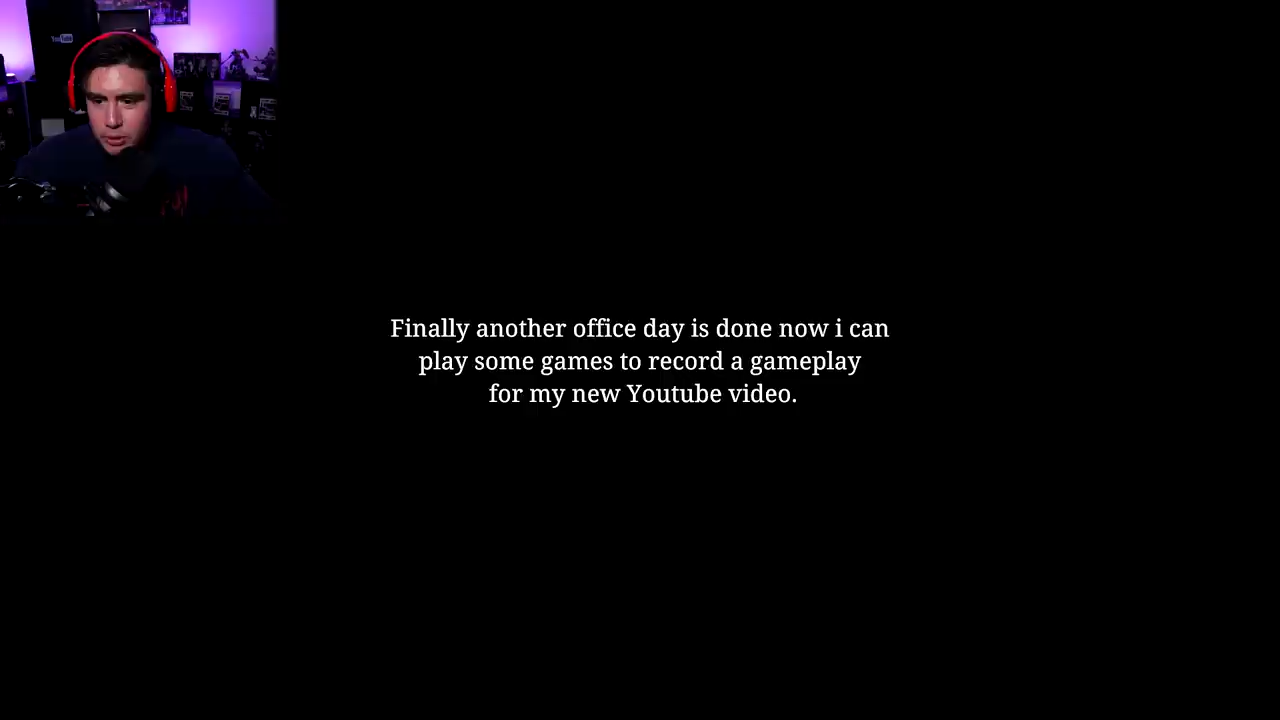 YouTube
Finally another office day is done now i can
play some games to record a gameplay
for my new Youtube video.